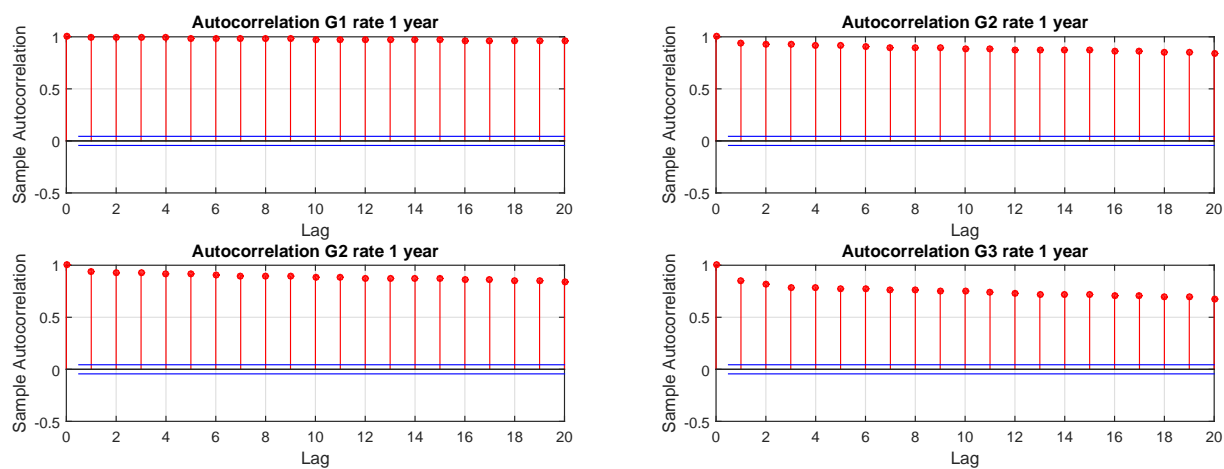 Autocorrelation G1 rate 1 year
Sample Autocorrelation
1
0.5
0
-0.5
0 2 4 6 8 10 12 14 16 18 20
Lag
Autocorrelation G2 rate 1 year
Sample Autocorrelation
1
0.5
0
-0.5
0 2 4 6 8 10 12 14 16 18 20
Lag
Autocorrelation G2 rate 1 year
Sample Autocorrelation
1
0.5
0
-0.5
0 2 4 6 8 10 12 14 16 18 20
Lag
Autocorrelation G3 rate 1 year
Sample Autocorrelation
1
0.5
0
-0.5
0 2 4 6 8 10 12 14 16 18 20
Lag